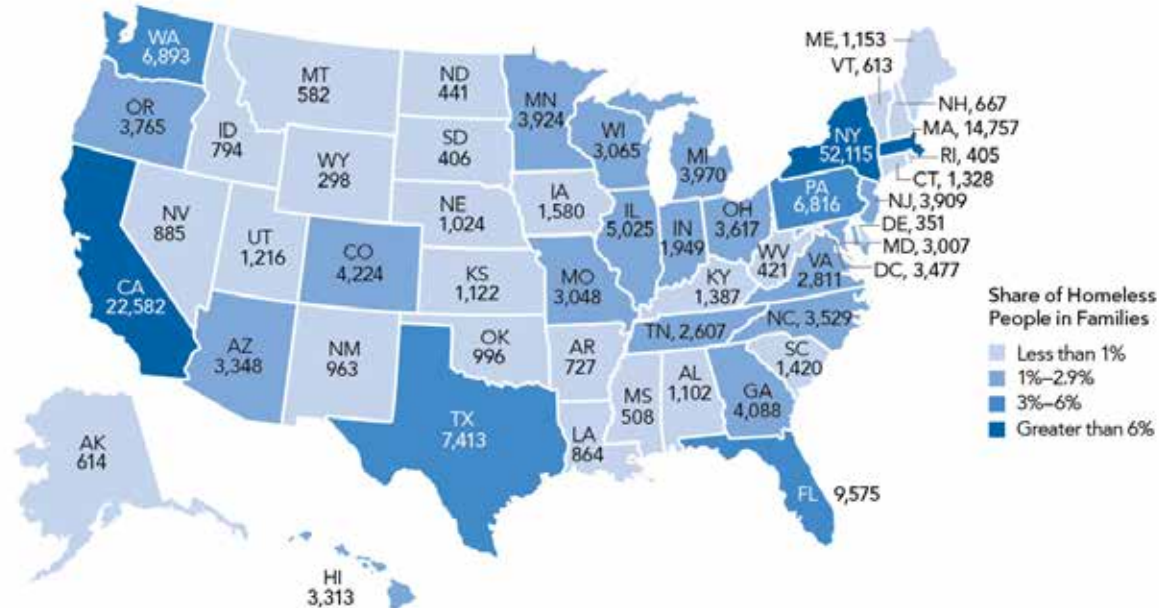 WA
6,893
MT
582
ND
441
MN
3,924
ME, 1,153
VT, 613
NH, 667
MA, 14,757
RI, 405
CT, 1,328
NJ, 3,909
DE, 351
MD, 3,007
DC, 3,477
OR
3,765
ID
794
WY
298
SD
406
WI
3,065
MI
3,970
NY
52,115
PA
6,816
NV
885
UT
1,216
CO
4,224
NE
1,024
IA
1,580
IL
5,025
IN
1,949
OH
3,617
WV
421
VA
2,811
CA
22,582
KS
1,122
MO
3,048
KY
1,387
NC, 3,529
TN, 2,607
AZ
3,348
NM
963
OK
996
AR
727
SC
1,420
MS
508
AL
1,102
GA
4,088
TX
7,413
LA
864
FL
9,575
AK
614
HI
3,313
Share of Homeless
People in Families
Less than 1%
1%–2.9%
3%–6%
Greater than 6%